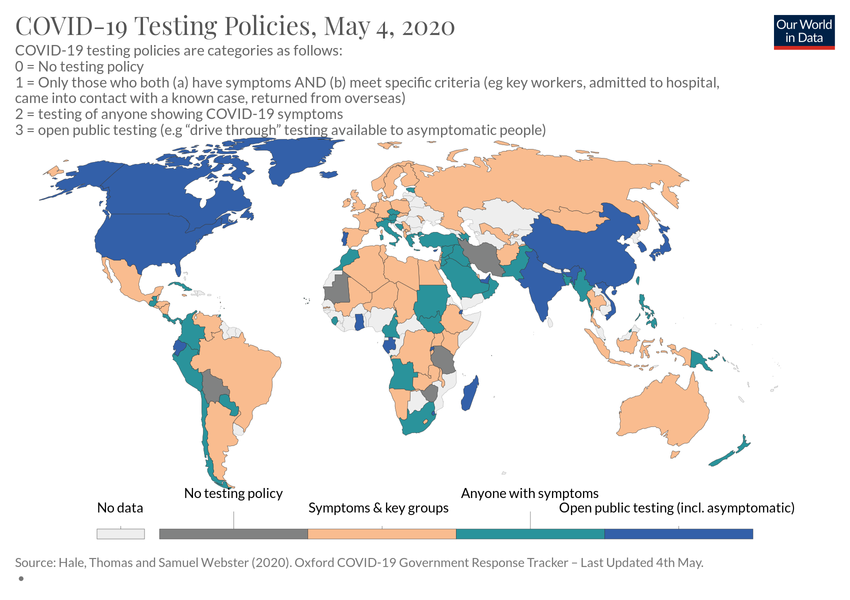 COVID-19 Testing Policies, May 4, 2020
Our World
in Data
COVID-19 testing policies are categories as follows:
0 = No testing policy
1 = Only those who both (a) have symptoms AND (b) meet specific criteria (eg key workers, admitted to hospital,
came into contact with a known case, returned from overseas)
2 = testing of anyone showing COVID-19 symptoms
3 = open public testing (e.g “drive through” testing available to asymptomatic people)
No data
No testing policy
Symptoms & key groups
Anyone with symptoms
Open public testing (incl. asymptomatic)
Source: Hale, Thomas and Samuel Webster (2020). Oxford COVID-19 Government Response Tracker – Last Updated 4th May.